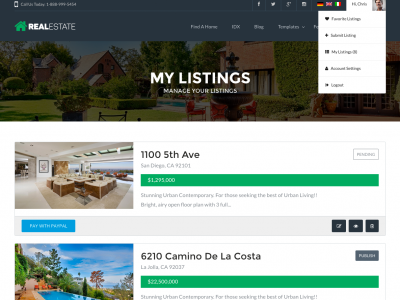 Call Us Today, 1-858-999-5454
Hi, Chris
Favorite Listings
Submit Listing
My Listings (8)
Account Settings
Logout
REALESTATE
Find A Home
IDX
Blog
Templates
MY LISTINGS
MANAGE YOUR LISTINGS
1100 5th Ave
PENDING
San Diego, CA 92101
$1,295,000
Stunning Urban Contemporary. For those seeking the best of Urban Living!!
Bright, airy open floor plan with 3 full...
PAY WITH PAYPAL
6210 Camino De La Costa
PUBLISH
La Jolla, CA 92037
$22,500,000
Stunning Urban Contemporary. For those seeking the best of Urban Living!!